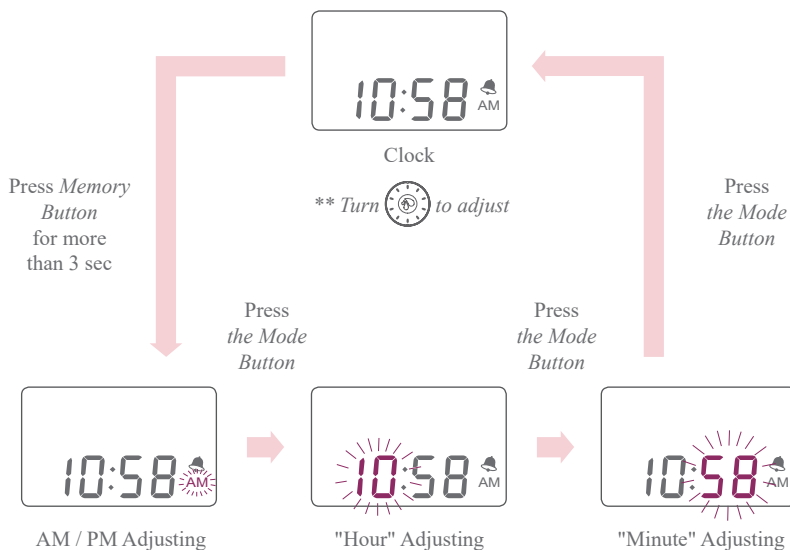 10:58 AM
Clock
** Turn to adjust
Press Memory
Button
for more
than 3 sec
Press
the Mode
Button
Press
the Mode
Button
Press
the Mode
Button
10:58 AM
AM / PM Adjusting
10:58 AM
"Hour" Adjusting
10:58 AM
"Minute" Adjusting